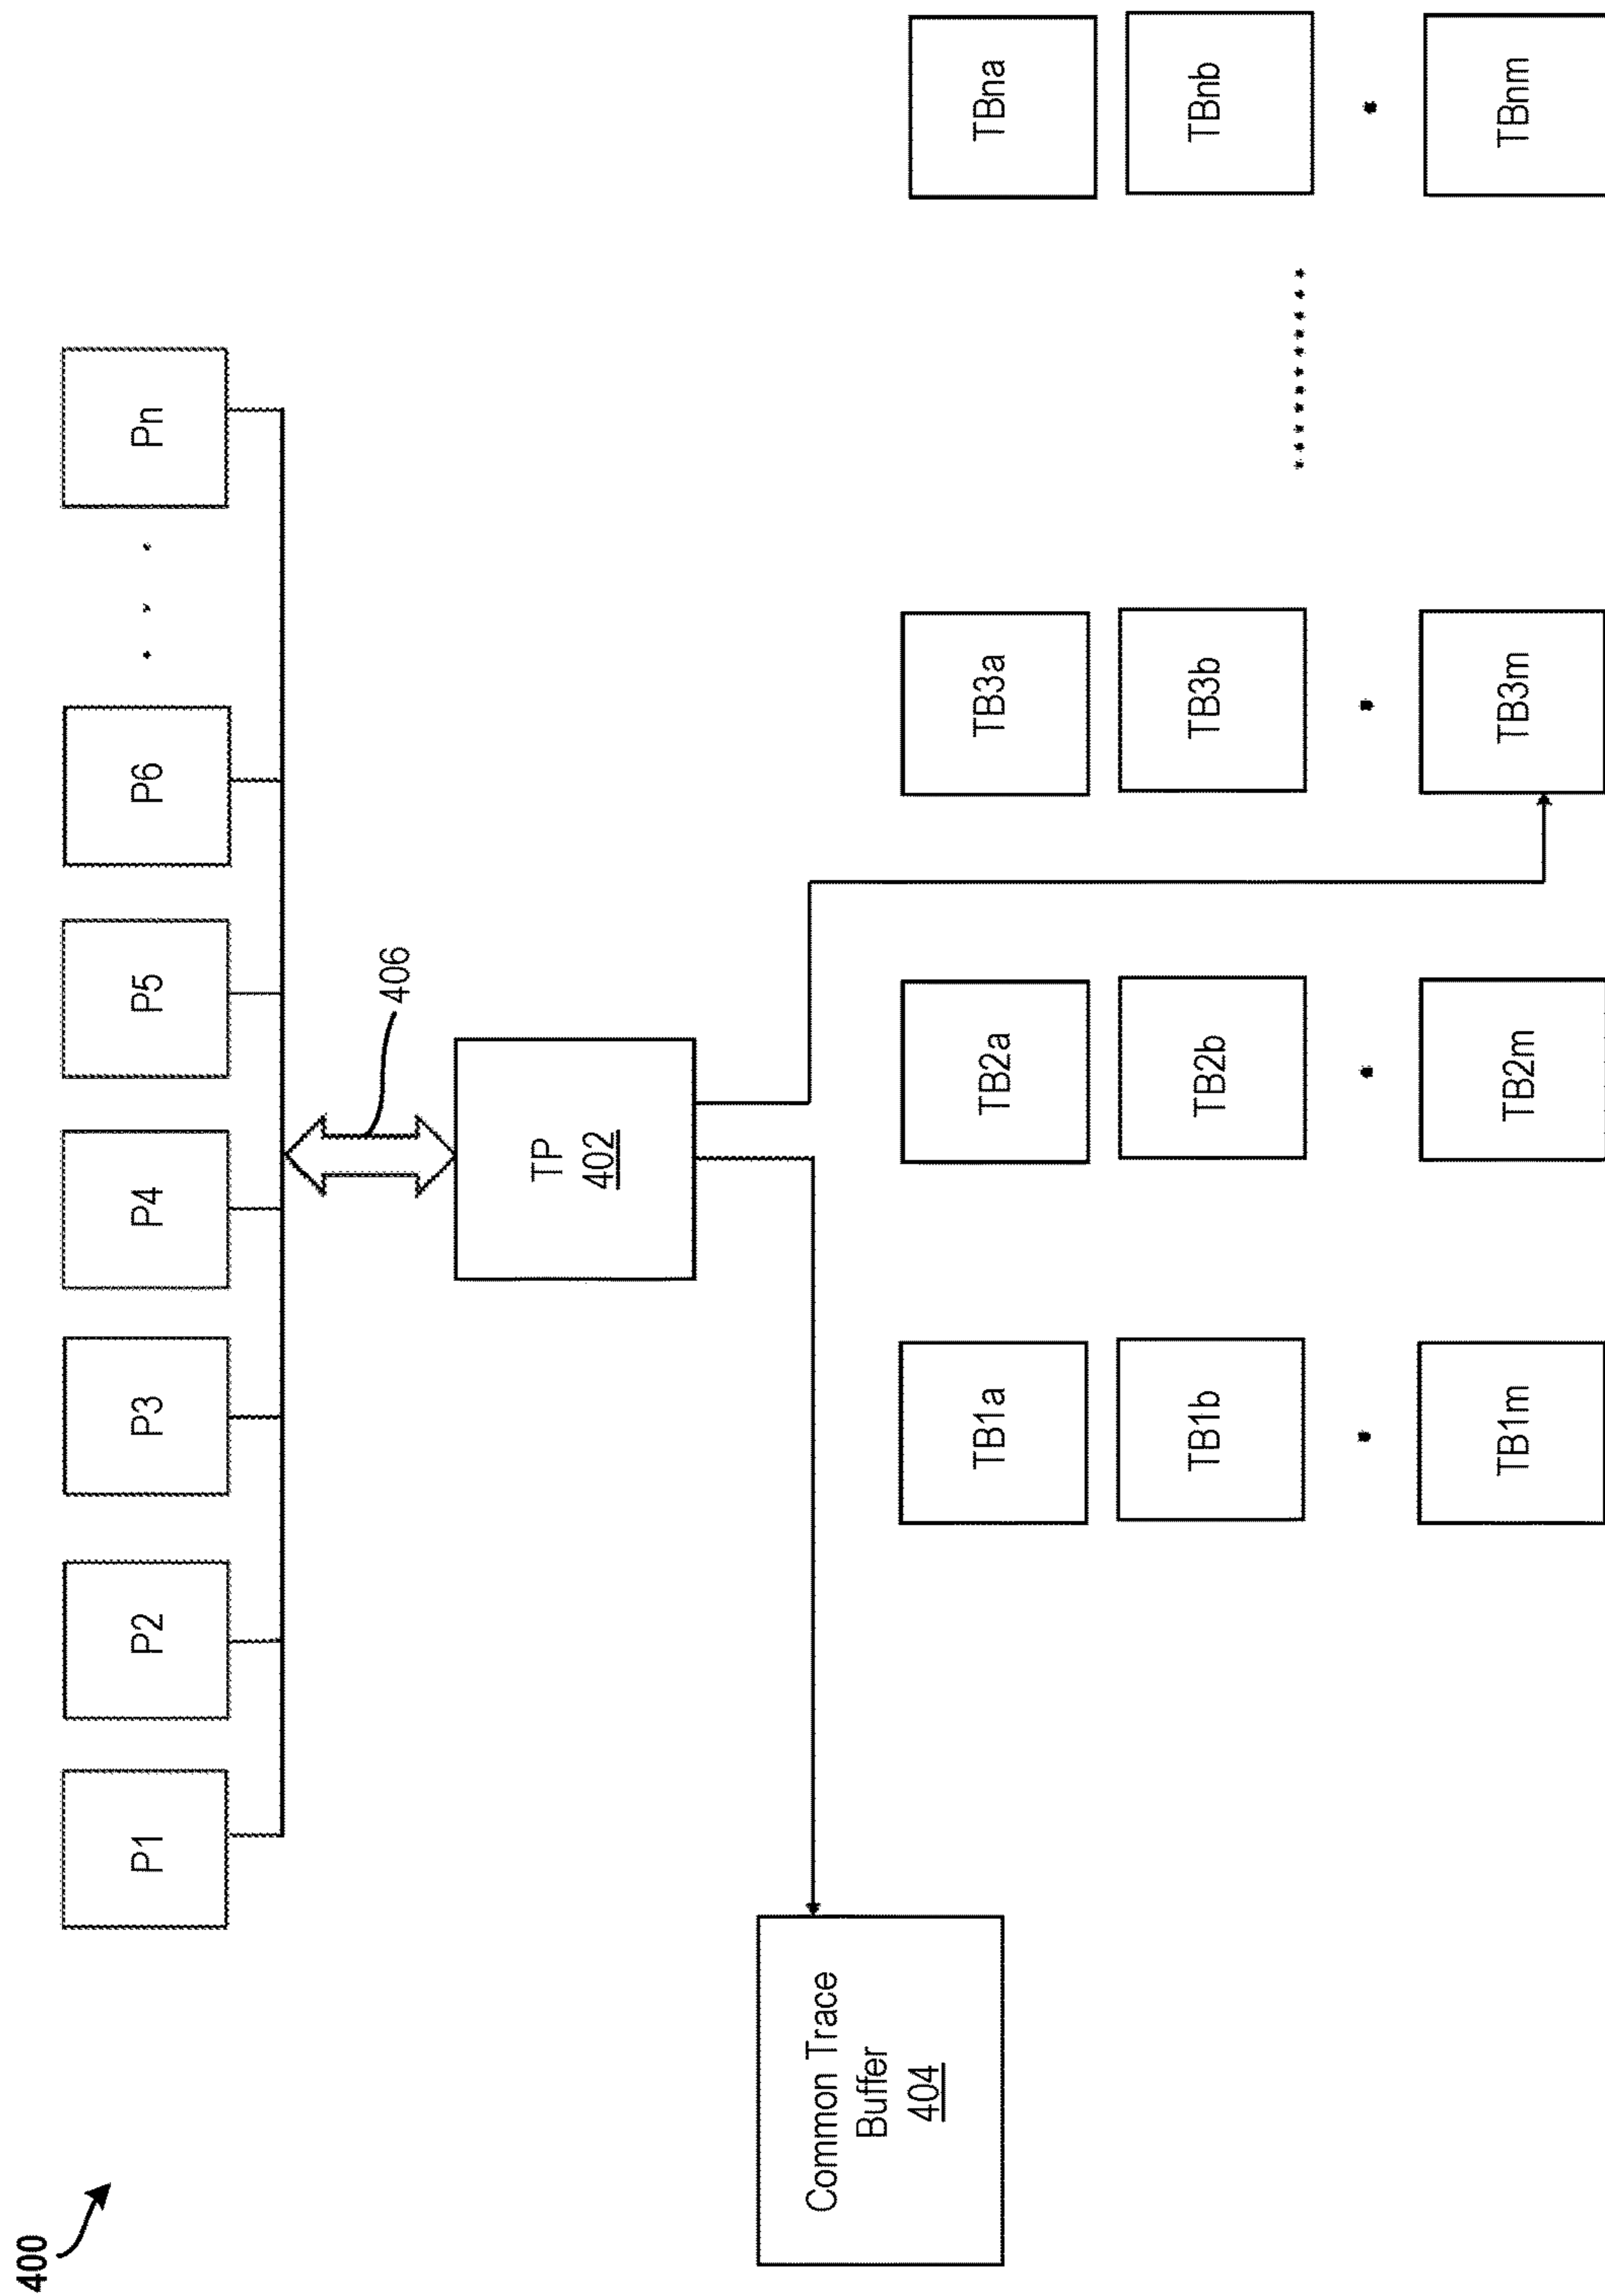 400
P1
P2
P3
P4
P5
P6
Pn
406
TP
402
Common Trace
Buffer
404
TB1a
TB2a
TB3a
TBna
TB1b
TB2b
TB3b
TBnb
TB1m
TB2m
TB3m
TBnm